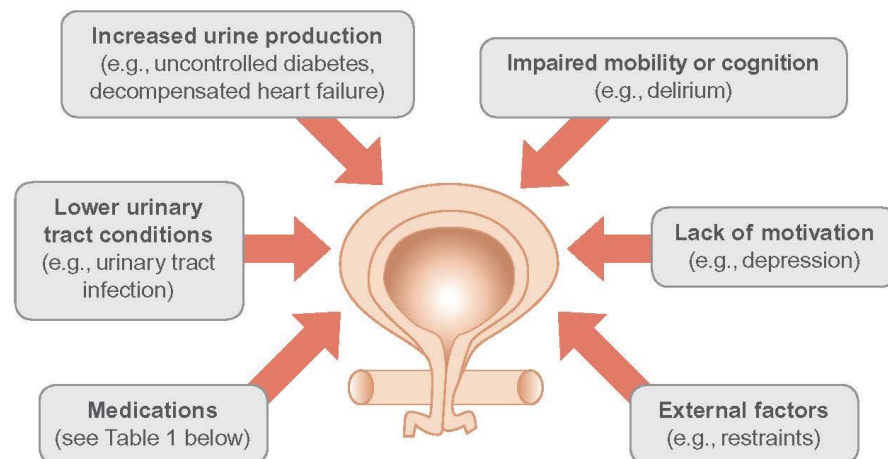 Increased urine production
(e.g., uncontrolled diabetes,
decompensated heart failure)
Impaired mobility or cognition
(e.g., delirium)
Lower urinary
tract conditions
(e.g., urinary tract
infection)
Lack of motivation
(e.g., depression)
Medications
(see Table 1 below)
External factors
(e.g., restraints)